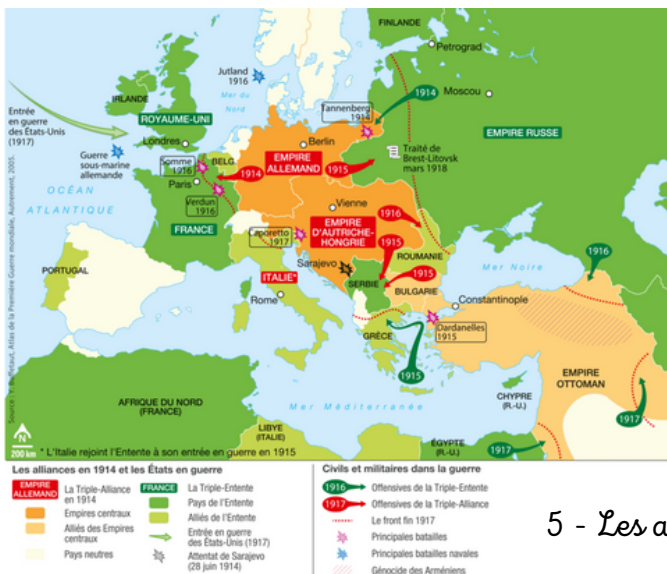 FINLANDE
Petrograd
Jutland
1916
Mer du
Nord
Moscou
Tannenberg
1914
1914
IRLANDE
ROYAUME-UNI
Entrée
en guerre
des États-Unis
(1917)
Londres
Berlin
EMPIRE RUSSE
Guerre
sous-marine
allemande
Somme
1916
BELG.
EMPIRE
ALLEMAND
1914
1915
Traité de
Brest-Litovsk
mars 1918
Paris
OCÉAN
ATLANTIQUE
Verdun
1916
Vienne
1916
EMPIRE
D'AUTRICHE-
HONGRIE
FRANCE
Caporetto
1917
1915
ROUMANIE
1916
Sarajevo
Mer Noire
PORTUGAL
ITALIE*
SERBIE
1915
BULGARIE
Rome
Constantinople
Dardanelles
1915
GRÈCE
EMPIRE
OTTOMAN
1915
AFRIQUE DU NORD
(FRANCE)
Mer Méditerranée
CHYPRE
(R.-U.)
1917
LIBYE
(ITALIE)
ÉGYPTE
(R.-U.)
1917
N
200 km
* L'Italie rejoint l'Entente à son entrée en guerre en 1915
Atlas de la Première Guerre mondiale, Autrement, 2005.
Les alliances en 1914 et les États en guerre
EMPIRE
ALLEMAND
La Triple-Alliance
en 1914
Empires centraux
Alliés des Empires
centraux
Pays neutres
FRANCE
La Triple-Entente
Pays de l'Entente
Alliés de l'Entente
Entrée en guerre
des États-Unis (1917)
Attentat de Sarajevo
(28 juin 1914)
Civils et militaires dans la guerre
1916
Offensives de la Triple-Entente
1917
Offensives de la Triple-Alliance
Le front fin 1917
Principales batailles
Principales batailles navales
Génocide des Arméniens
5 - Les a